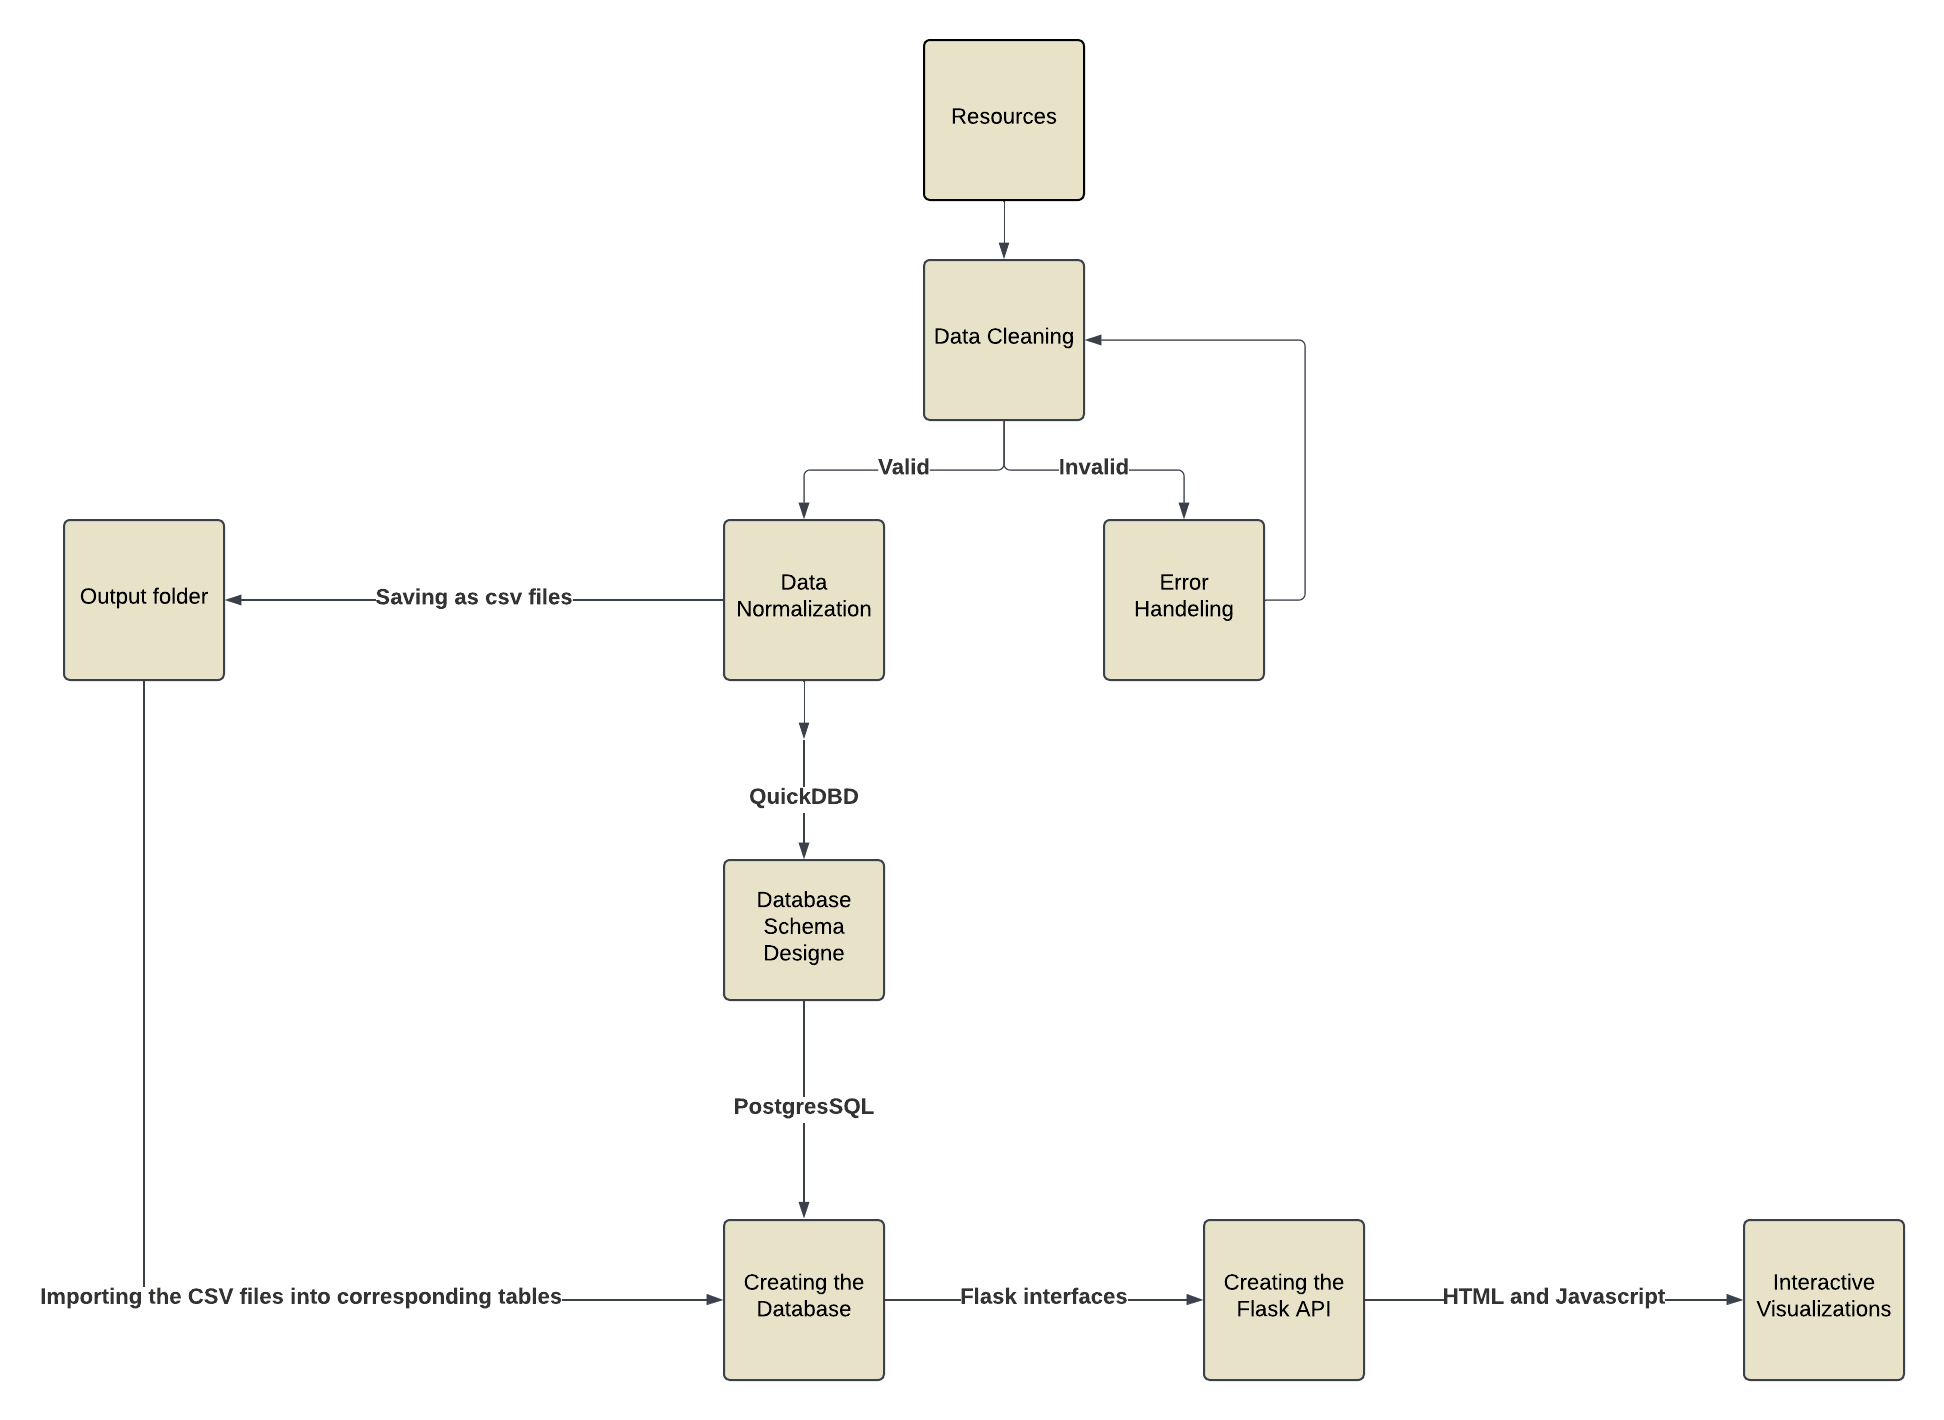 Resources
Data Cleaning
Valid
Invalid
Output folder
Saving as csv files
Data
Normalization
Error
Handeling
QuickDBD
Database
Schema
Designe
PostgresSQL
Importing the CSV files into corresponding tables
Creating the
Database
Flask interfaces
Creating the
Flask API
HTML and Javascript
Interactive
Visualizations